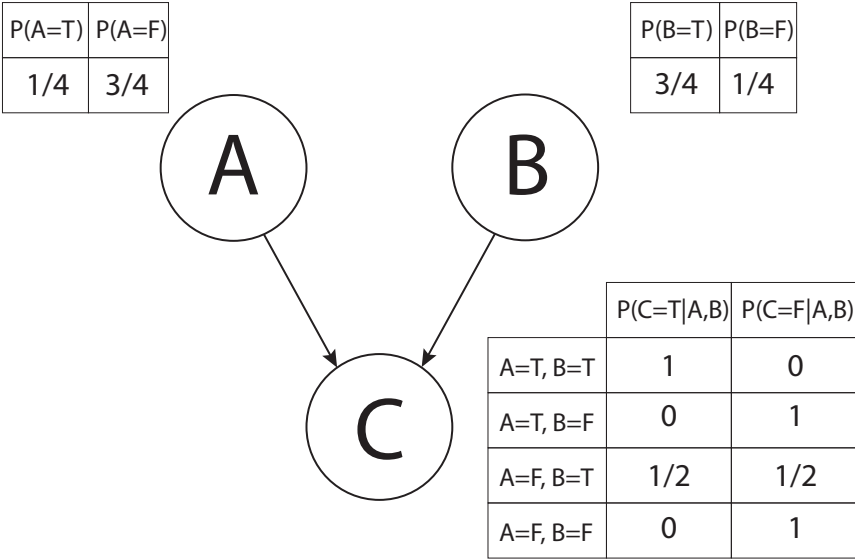 P(A=T) P(A=F)
1/4 3/4
P(B=T) P(B=F)
3/4 1/4
A
B
C
P(C=T|A,B) P(C=F|A,B)
A=T, B=T 1 0
A=T, B=F 0 1
A=F, B=T 1/2 1/2
A=F, B=F 0 1